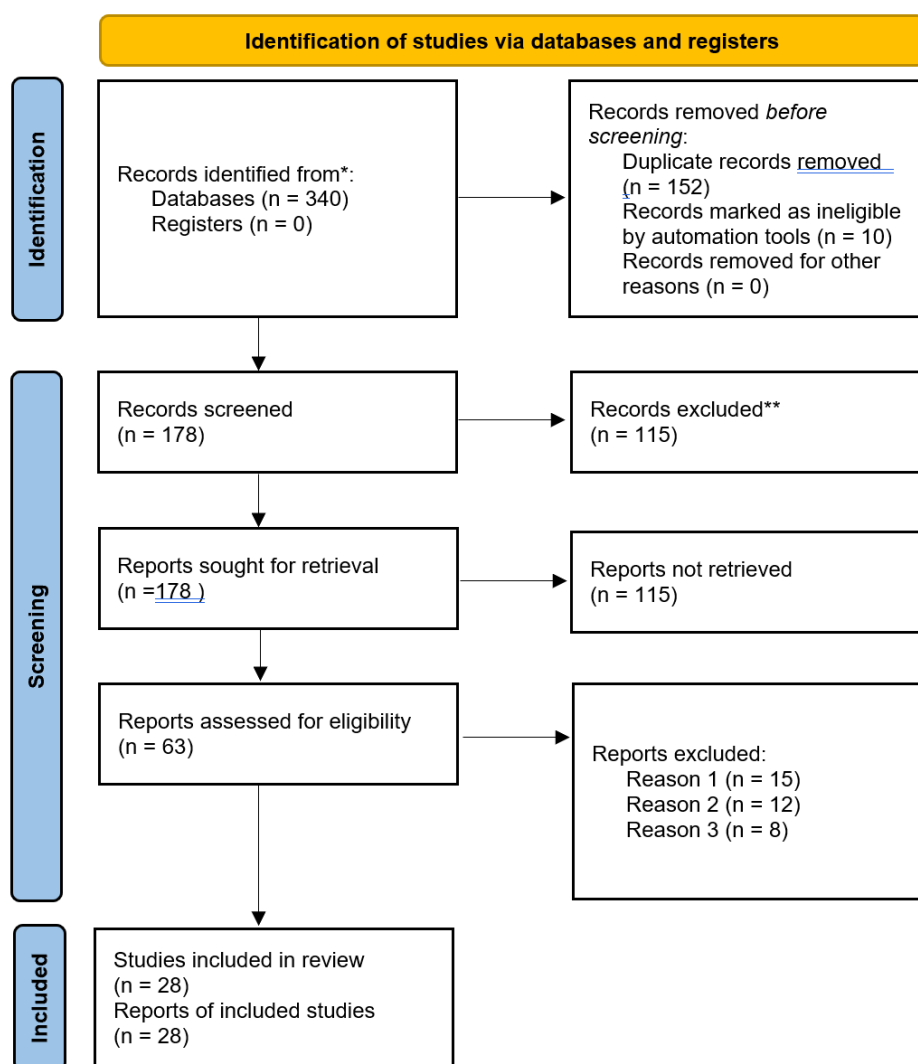 Identification of studies via databases and registers
Identification
Records identified from*:
Databases (n = 340)
Registers (n = 0)
Records removed before
screening:
Duplicate records removed
(n = 152)
Records marked as ineligible
by automation tools (n = 10)
Records removed for other
reasons (n = 0)
Screening
Records screened
(n = 178)
Records excluded**
(n = 115)
Reports sought for retrieval
(n =178 )
Reports not retrieved
(n = 115)
Reports assessed for eligibility
(n = 63)
Reports excluded:
Reason 1 (n = 15)
Reason 2 (n = 12)
Reason 3 (n = 8)
Included
Studies included in review
(n = 28)
Reports of included studies
(n = 28)